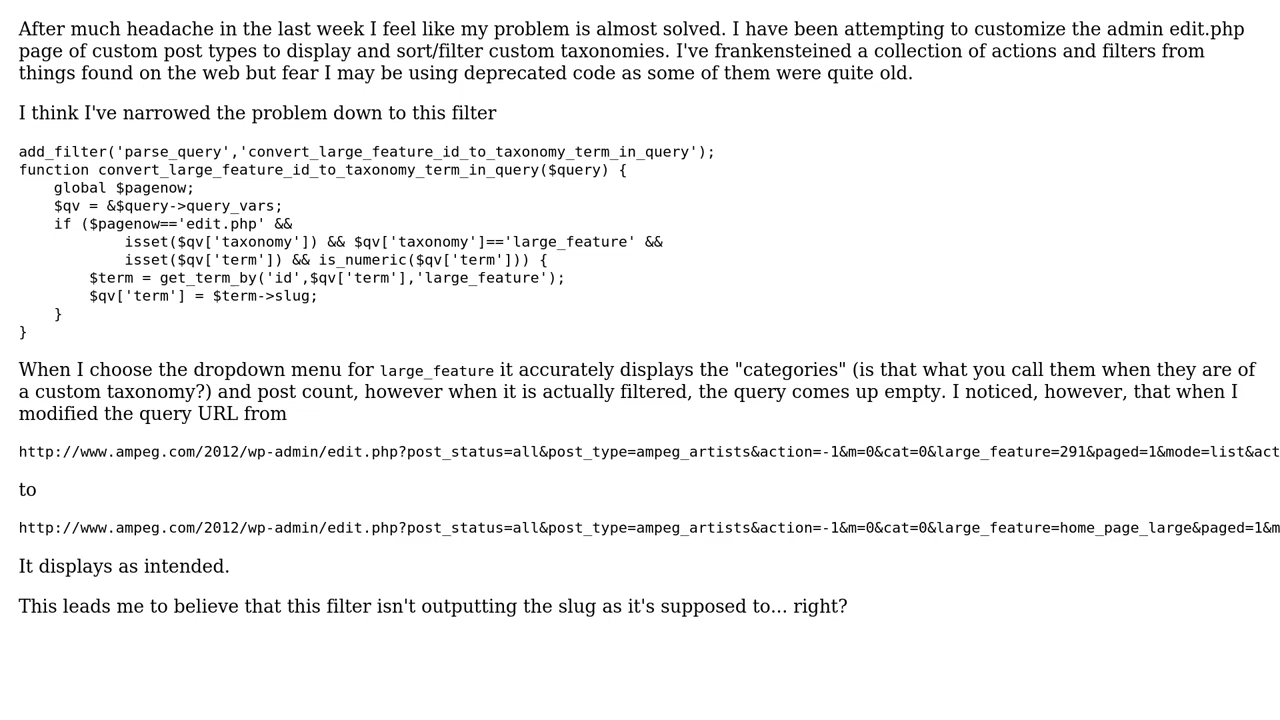 After much headache in the last week I feel like my problem is almost solved. I have been attempting to customize the admin edit.php
page of custom post types to display and sort/filter custom taxonomies. I've frankensteined a collection of actions and filters from
things found on the web but fear I may be using deprecated code as some of them were quite old.
I think I've narrowed the problem down to this filter
add_filter('parse_query','convert_large_feature_id_to_taxonomy_term_in_query');
function convert_large_feature_id_to_taxonomy_term_in_query($query) {
    global $pagenow;
    $qv = &$query->query_vars;
    if ($pagenow=='edit.php' &&
            isset($qv['taxonomy']) && $qv['taxonomy']=='large_feature' &&
            isset($qv['term']) && is_numeric($qv['term'])) {
        $term = get_term_by('id',$qv['term'],'large_feature');
        $qv['term'] = $term->slug;
    }
}
When I choose the dropdown menu for large_feature it accurately displays the "categories" (is that what you call them when they are of
a custom taxonomy?) and post count, however when it is actually filtered, the query comes up empty. I noticed, however, that when I
modified the query URL from
http://www.ampeg.com/2012/wp-admin/edit.php?post_status=all&post_type=ampeg_artists&action=-1&m=0&cat=0&large_feature=291&paged=1&mode=list&act
to
http://www.ampeg.com/2012/wp-admin/edit.php?post_status=all&post_type=ampeg_artists&action=-1&m=0&cat=0&large_feature=home_page_large&paged=1&m
It displays as intended.
This leads me to believe that this filter isn't outputting the slug as it's supposed to... right?